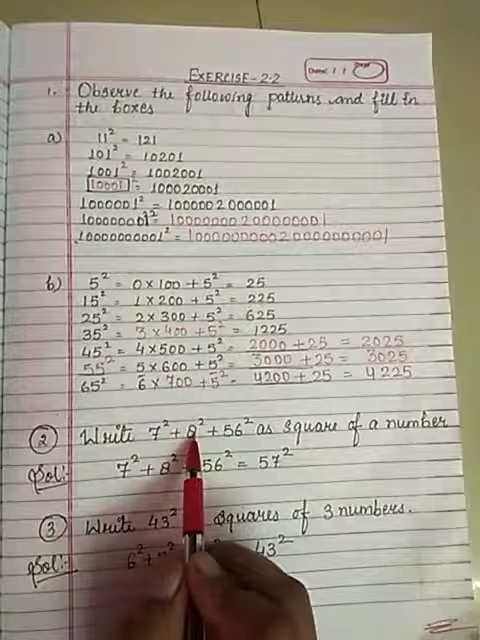 EXERCISE-2.2
1. Observe the following patterns and fill in
the boxes
a) 11² = 121
101² = 10201
1001² = 1002001
10001² = 100020001
1000001² = 1000002000001
10000001² = 100000020000001
b) 5² = 0×100 + 5² = 25
15² = 1×200 + 5² = 225
25² = 2×300 + 5² = 625
35² = 3×400 + 5² = 1225
45² = 4×500 + 5² = 2000 + 25 = 2025
55² = 5×600 + 5² = 3000 + 25 = 3025
65² = 6×700 + 5² = 4200 + 25 = 4225
② Write 7² + 8² + 56² as square of a number
Sol: 7² + 8² 56² = 57²
③ Write 43² squares of 3 numbers.
Sol: 6² + 43²